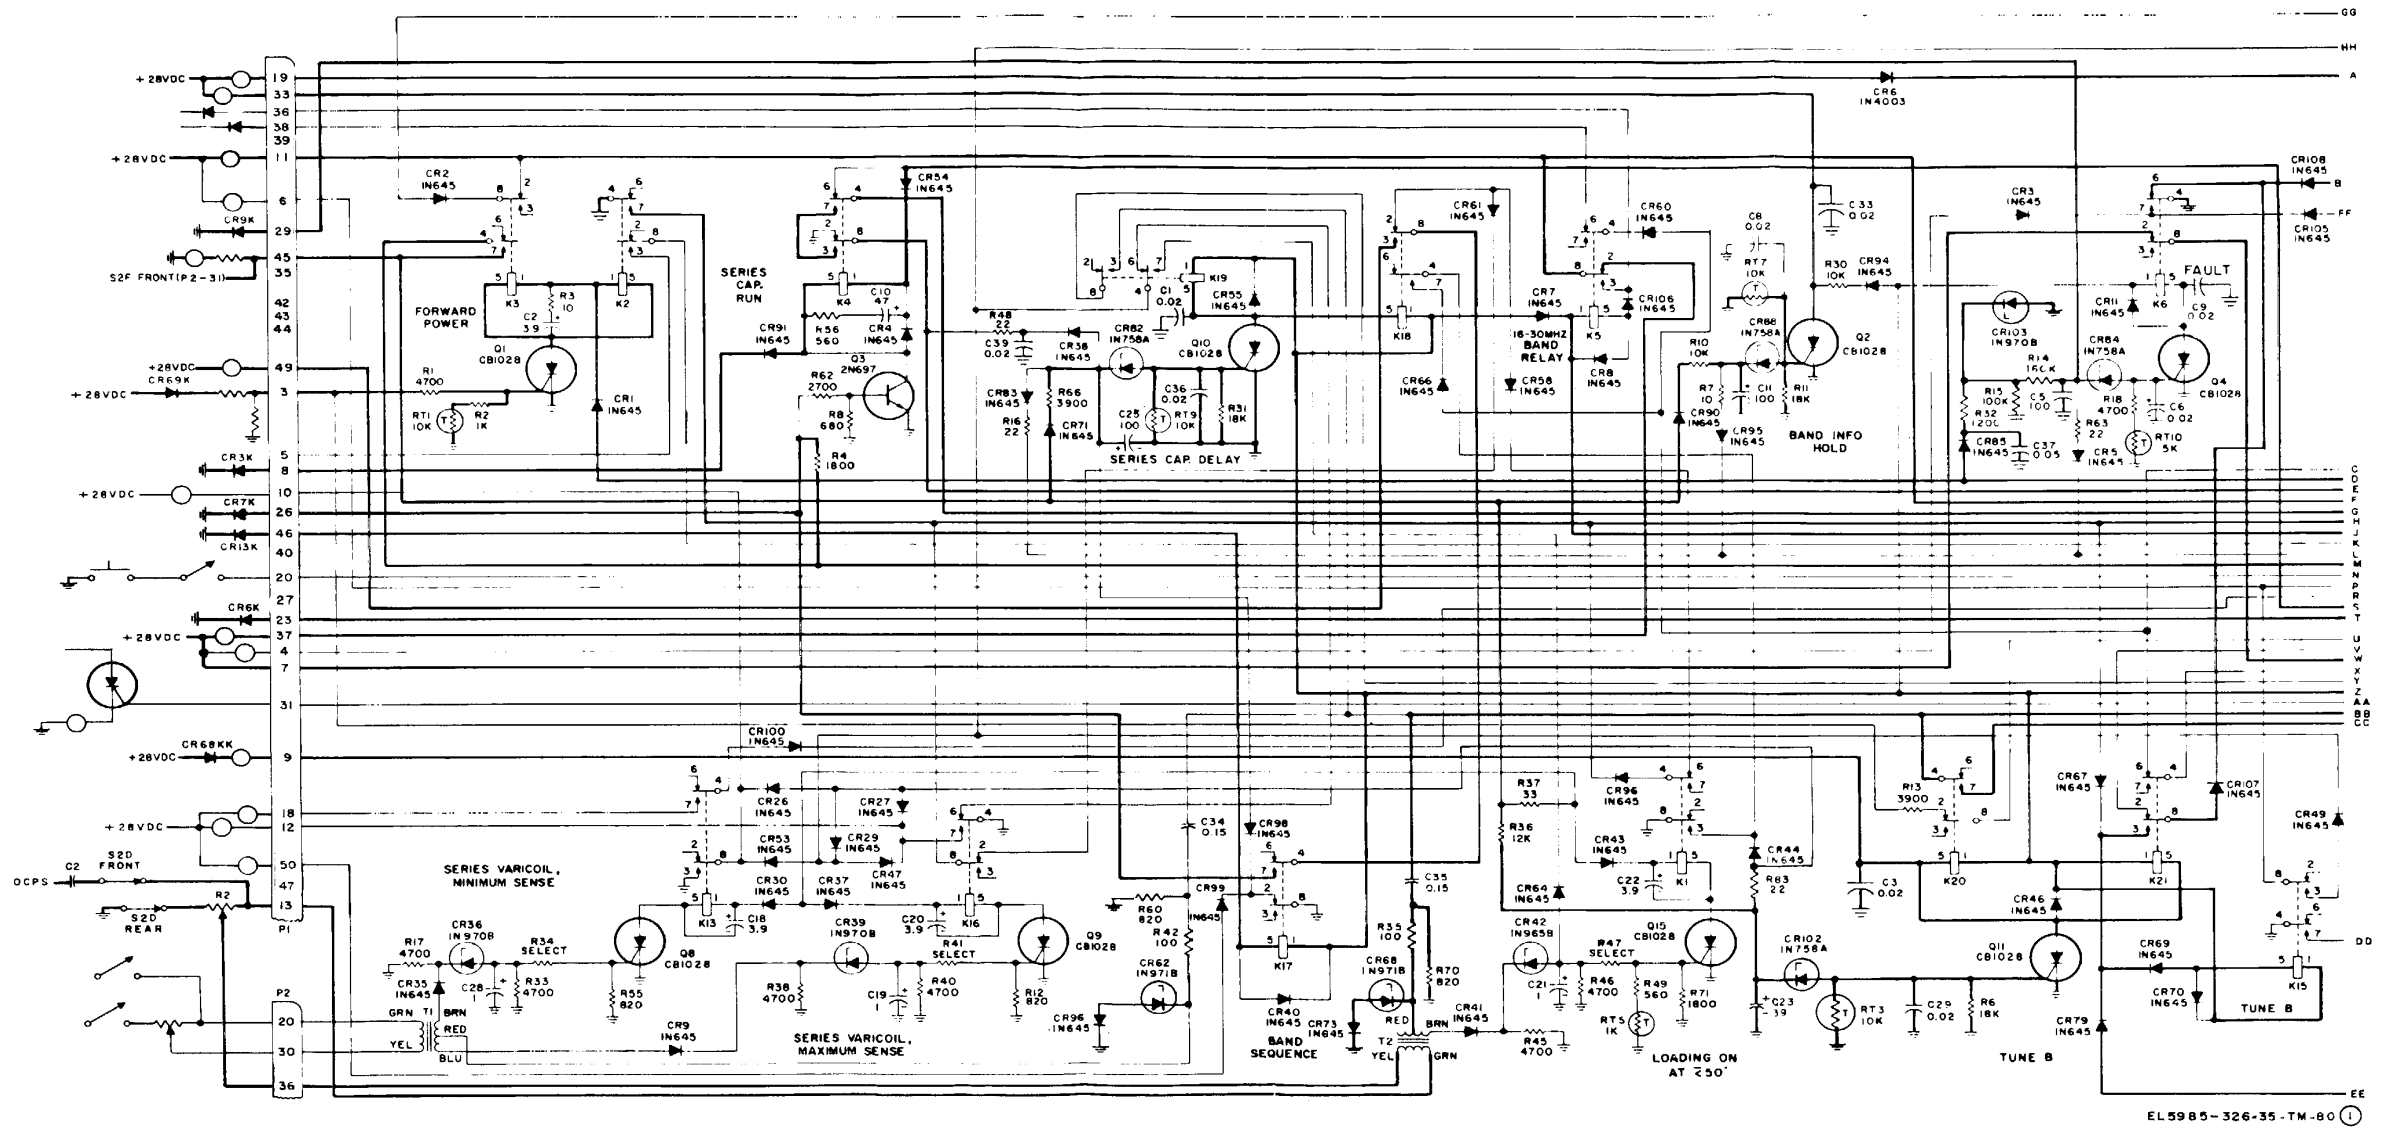 GG
HH
A
+28VDC
19
33
36
38
39
+28VDC
11
6
CR9K
29
45
35
S2F FRONT(P2-31)
42
43
44
+28VDC
49
CR69K
+28VDC
3
5
CR3K
8
+28VDC
10
CR7K
26
46
CR13K
40
20
27
CR6K
23
+28VDC
37
4
7
31
CR68KK
+28VDC
9
18
+28VDC
12
S2D
FRONT
50
C2
OCPS
47
R2
13
S2D
REAR
P1
P2
20
30
36
CR2
IN645
K3
R3
10
C2
39
K2
FORWARD
POWER
Q1
CB1028
R1
4700
RT1
10K
R2
1K
CR1
IN645
SERIES
CAP.
RUN
CR54
IN645
K4
C10
47
R56
560
CR4
IN645
CR91
IN645
Q3
2N697
R62
2700
R8
680
R4
1800
R48
22
C39
0.02
CR38
IN645
CR82
IN758A
K19
C1
0.02
CR55
IN645
Q10
CB1028
CR83
IN645
R66
3900
R16
22
CR71
IN645
C25
100
RT9
10K
C36
0.02
R31
18K
SERIES CAP. DELAY
CR61
IN645
K18
CR7
IN645
CR66
IN645
CR58
IN645
CR60
IN645
K5
CR106
IN645
16-30MHZ
BAND
RELAY
CR8
IN645
C8
0.02
RT7
10K
C33
0.02
R30
10K
CR94
IN645
CR88
IN758A
Q2
CB1028
R10
10K
R7
10
C11
100
R11
18K
CR90
IN645
CR95
IN645
BAND INFO
HOLD
CR6
IN4003
CR3
IN645
CR108
IN645
B
FF
CR105
IN645
FAULT
K6
CR11
IN645
C9
0.02
CR103
IN970B
CR84
IN758A
R14
Q4
CB1028
R15
100K
C5
100
R18
4700
C6
0.02
R32
CR85
IN645
C37
0.05
R63
22
CR5
IN645
RT10
5K
C
D
E
F
G
H
J
K
L
M
N
P
R
S
T
U
V
W
X
Y
Z
AA
BB
CC
CR100
IN645
CR26
IN645
CR27
IN645
CR53
IN645
CR29
IN645
CR30
IN645
CR37
IN645
CR47
IN645
K13
C18
3.9
C20
3.9
K16
SERIES VARICOIL,
MINIMUM SENSE
R17
4700
CR36
IN970B
R34
SELECT
Q8
CB1028
CR35
IN645
C28
1
R33
4700
R55
820
GRN
T1
BRN
RED
YEL
BLU
CR9
IN645
CR39
IN970B
R41
SELECT
Q9
CB1028
R38
4700
C19
1
R40
4700
R12
820
SERIES VARICOIL,
MAXIMUM SENSE
C34
0.15
R60
820
R42
100
CR62
IN971B
CR96
IN645
CR98
IN645
CR99
IN645
K17
CR40
IN645
BAND
SEQUENCE
C35
0.15
R35
100
CR68
IN971B
R70
820
CR73
IN645
RED
BRN
T2
YEL
GRN
CR41
IN645
R37
33
R36
12K
CR96
IN645
CR43
IN645
C22
3.9
K1
CR44
IN645
R83
22
CR64
IN645
CR42
IN965B
R47
SELECT
Q15
CB1028
C21
1
R46
4700
R49
560
R71
1800
RT5
1K
R45
4700
LOADING ON
AT <50°
CR102
IN758A
C23
39
RT3
10K
C29
0.02
R6
18K
R13
3900
K20
C3
0.02
CR67
IN645
K21
CR46
IN645
Q11
CB1028
CR107
IN645
CR49
IN645
CR69
IN645
CR70
IN645
K15
DD
TUNE B
CR79
IN645
TUNE B
EE
EL5985-326-35-TM-80 1